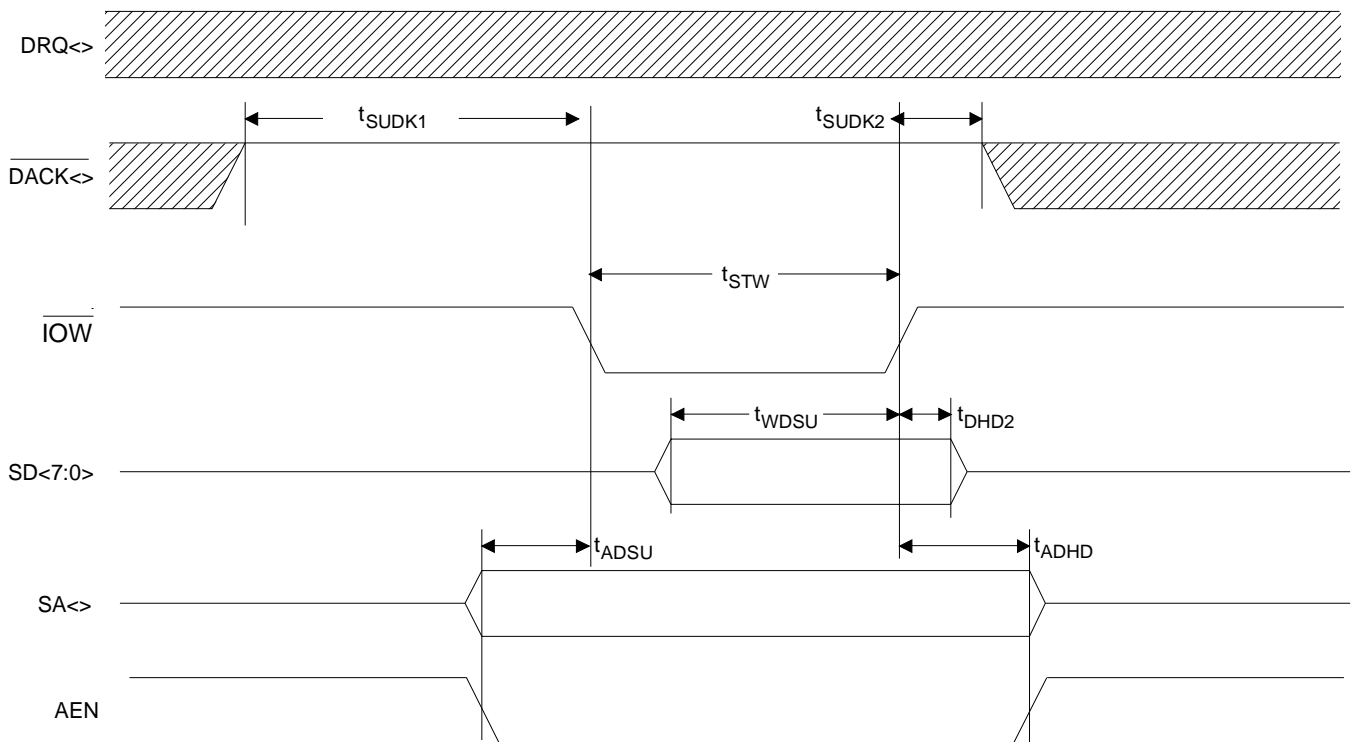 DRQ<>
tSUDK1
tSUDK2
DACK<>
tSTW
IOW
tWDSU
tDHD2
SD<7:0>
tADSU
tADHD
SA<>
AEN